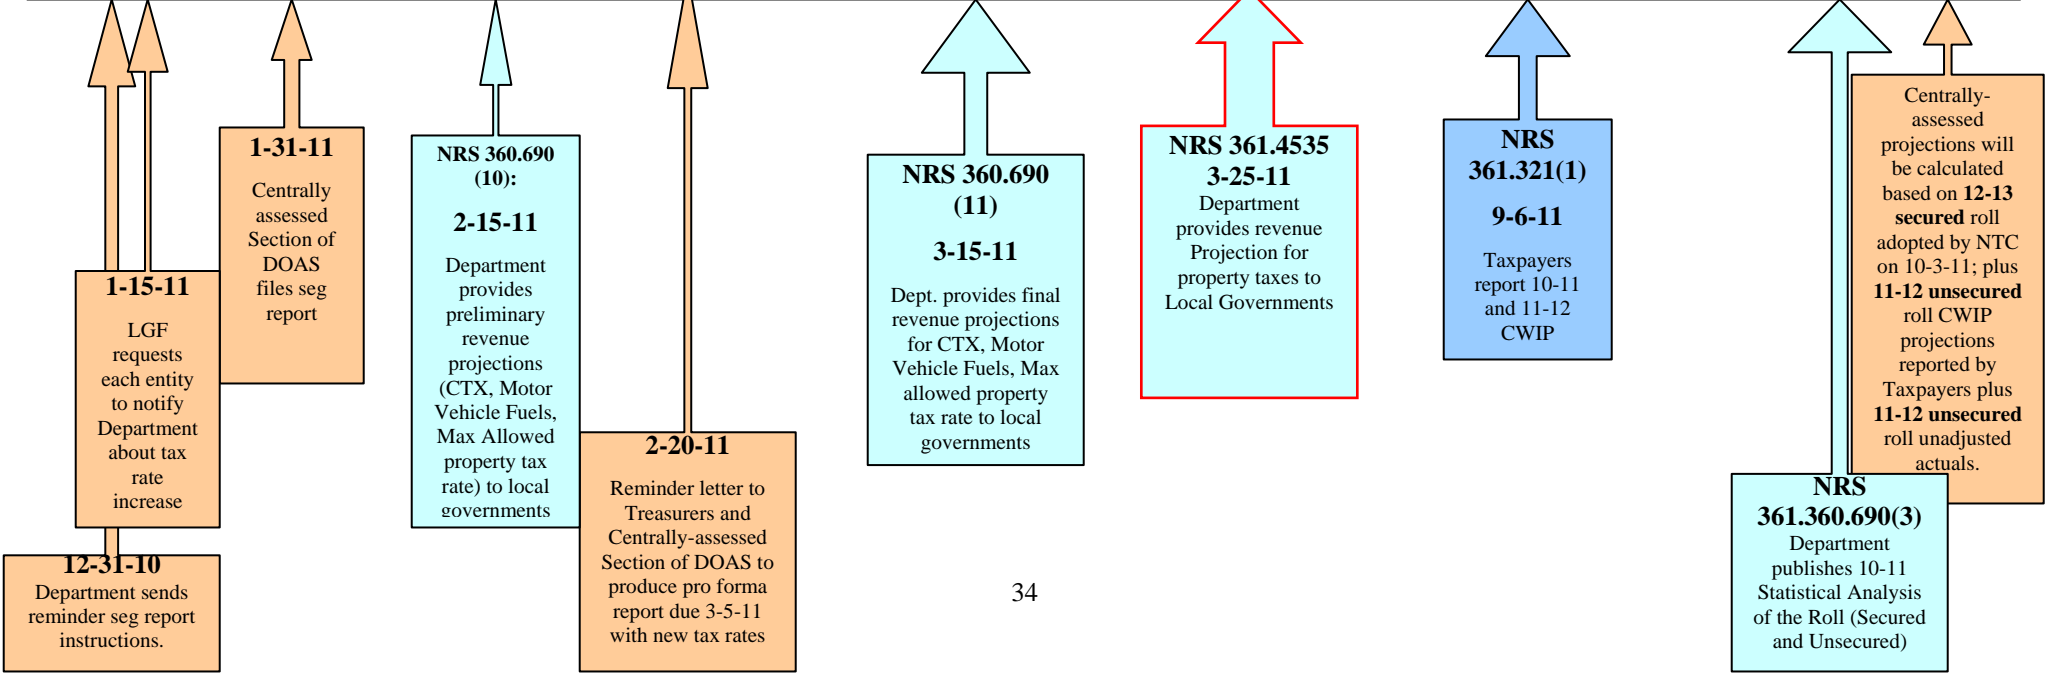 1-15-11
LGF
requests
each entity
to notify
Department
about tax
rate
increase
12-31-10
Department sends
reminder seg report
instructions.
1-31-11
Centrally
assessed
Section of
DOAS
files seg
report
NRS 360.690
(10):
2-15-11
Department
provides
preliminary
revenue
projections
(CTX, Motor
Vehicle Fuels,
Max Allowed
property tax
rate) to local
governments
2-20-11
Reminder letter to
Treasurers and
Centrally-assessed
Section of DOAS to
produce pro forma
report due 3-5-11
with new tax rates
NRS 360.690
(11)
3-15-11
Dept. provides final
revenue projections
for CTX, Motor
Vehicle Fuels, Max
allowed property
tax rate to local
governments
NRS 361.4535
3-25-11
Department
provides revenue
Projection for
property taxes to
Local Governments
NRS
361.321(1)
9-6-11
Taxpayers
report 10-11
and 11-12
CWIP
Centrally-
assessed
projections will
be calculated
based on 12-13
secured roll
adopted by NTC
on 10-3-11; plus
11-12 unsecured
roll CWIP
projections
reported by
Taxpayers plus
11-12 unsecured
roll unadjusted
actuals.
NRS
361.360.690(3)
Department
publishes 10-11
Statistical Analysis
of the Roll (Secured
and Unsecured)
34